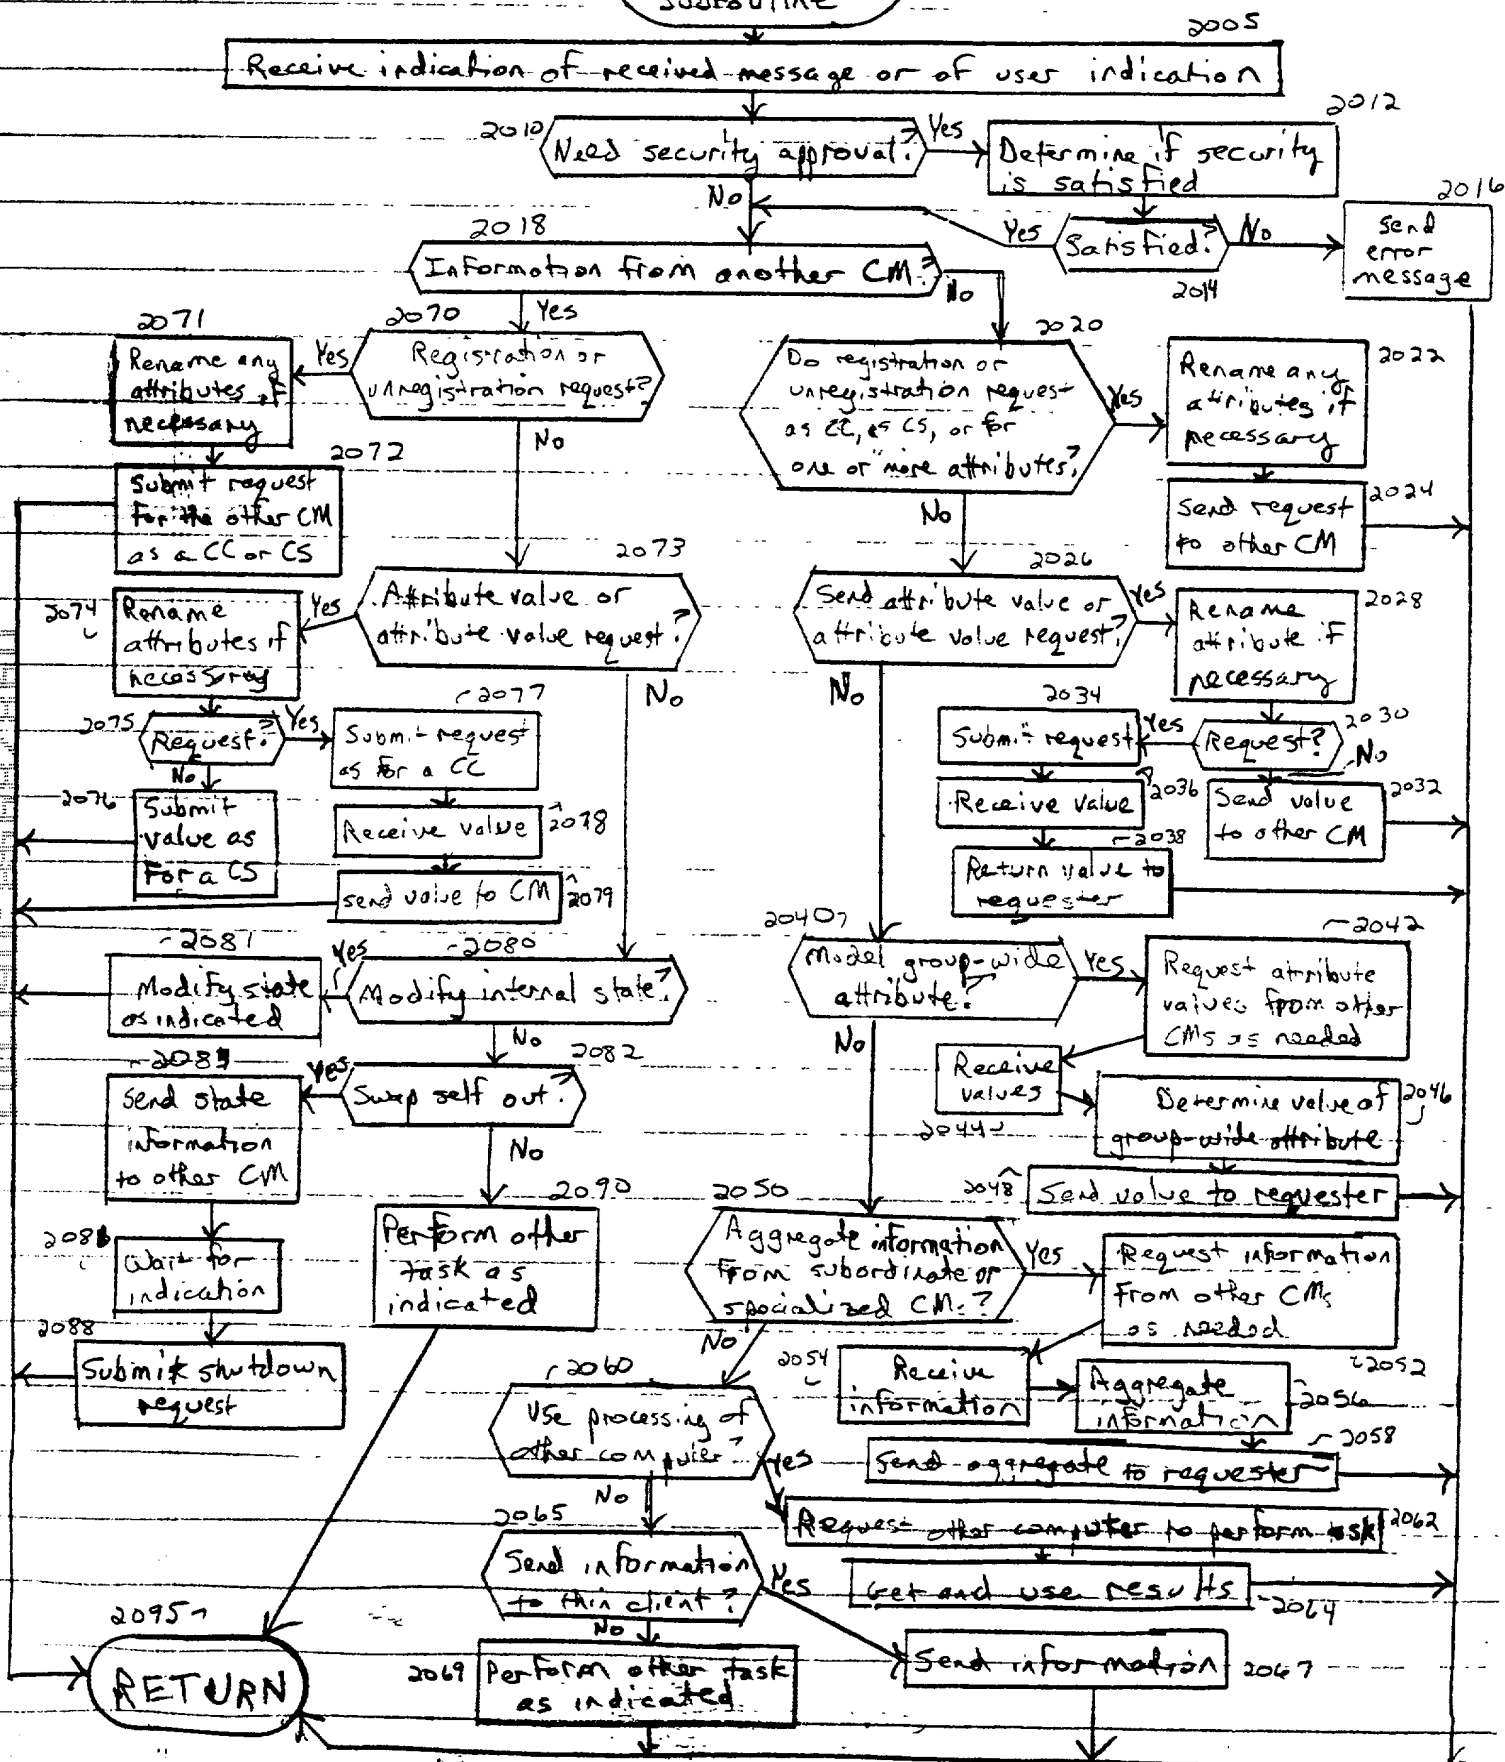 SUBROUTINE
2005
Receive indication of received message or of user indication
2010
Need security approval?
Yes
No
2012
Determine if security
is satisfied
Satisfied?
2014
Yes
No
2016
Send
error
message
2018
Information from another CM?
Yes
No
2070
Registration or
unregistration request?
Yes
No
2071
Rename any
attributes if
necessary
2072
Submit request
for the other CM
as a CC or CS
2073
Attribute value or
attribute value request?
Yes
No
2074
Rename
attributes if
necessary
2075
Request?
Yes
No
2077
Submit request
as for a CC
2076
Submit
value as
for a CS
2078
Receive value
2079
send value to CM
2080
Modify internal state?
Yes
No
2081
Modify state
as indicated
2082
Swap self out?
Yes
No
Send state
information
to other CM
Wait for
indication
2088
Submit shutdown
request
2090
Perform other
task as
indicated
2020
Do registration or
unregistration request
as CC, as CS, or for
one or more attributes?
Yes
No
2022
Rename any
attributes if
necessary
2024
Send request
to other CM
2026
Send attribute value or
attribute value request?
Yes
No
2028
Rename
attribute if
necessary
2030
Request?
Yes
No
2034
Submit request
2036
Receive value
2032
Send value
to other CM
2038
Return value to
requester
2040
Model group-wide
attribute?
Yes
No
2042
Request attribute
values from other
CMs as needed
Receive
values
2044
2046
Determine value of
group-wide attribute
2048
Send value to requester
2050
Aggregate information
from subordinate or
specialized CMs?
Yes
No
Request information
from other CMs
as needed
2052
2054
Receive
information
2056
Aggregate
information
2058
Send aggregate to requester
2060
Use processing of
other computer?
Yes
No
2062
Request other computer to perform task
2064
Get and use results
2065
Send information
to thin client?
Yes
No
2067
Send information
2069
Perform other task
as indicated
2095
RETURN